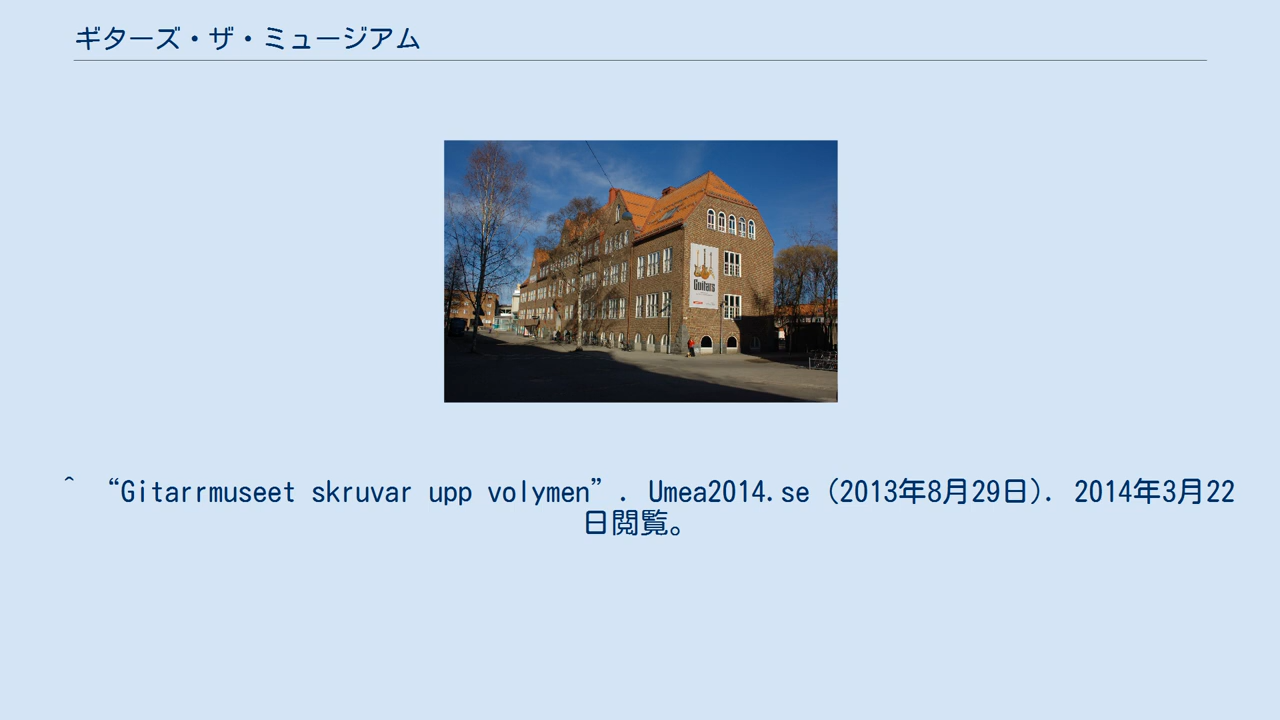 ギターズ・ザ・ミュージアム
Guitars
^ “Gitarrmuseet skruvar upp volymen”. Umea2014.se (2013年8月29日). 2014年3月22
日閲覧。